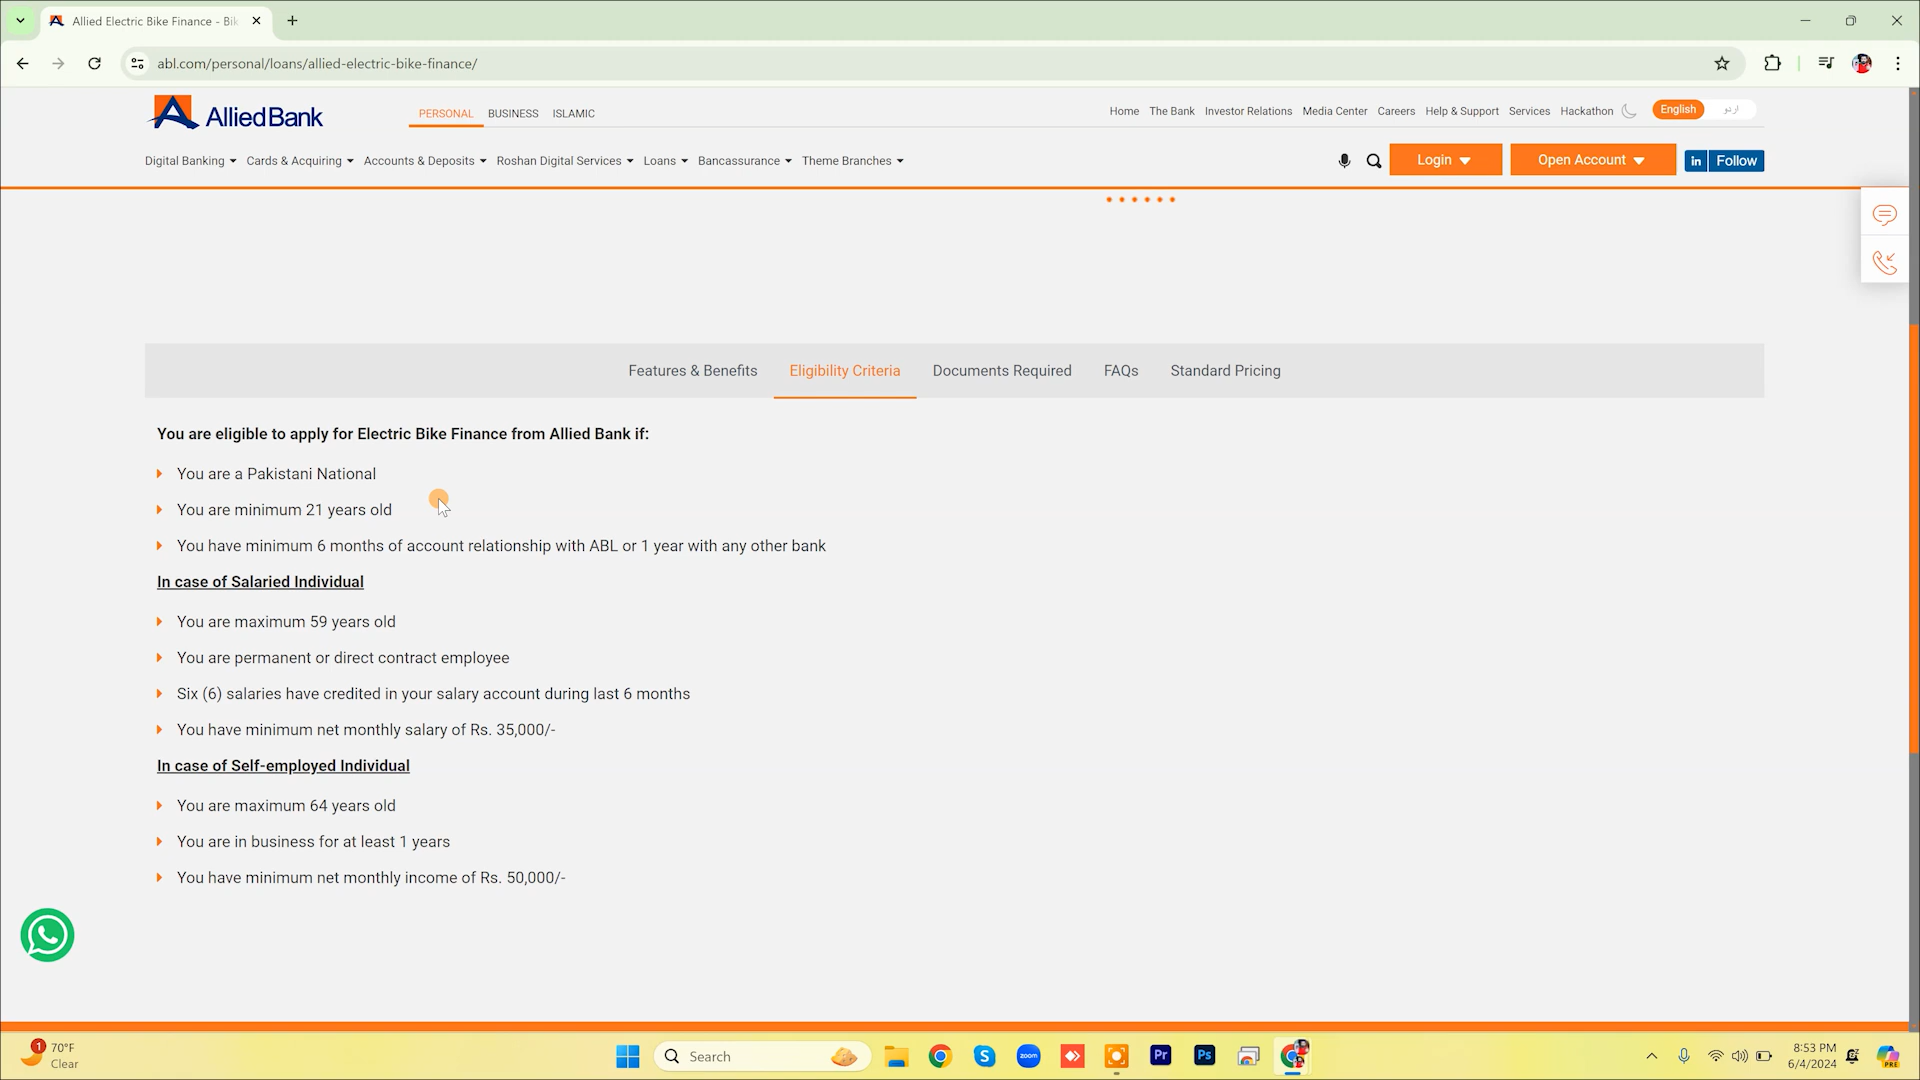 Allied Electric Bike Finance - Bik
abl.com/personal/loans/allied-electric-bike-finance/
Allied Bank
PERSONAL BUSINESS ISLAMIC
Home The Bank Investor Relations Media Center Careers Help & Support Services Hackathon English اردو
Digital Banking Cards & Acquiring Accounts & Deposits Roshan Digital Services Loans Bancassurance Theme Branches
Login Open Account in Follow
Features & Benefits Eligibility Criteria Documents Required FAQs Standard Pricing
You are eligible to apply for Electric Bike Finance from Allied Bank if:
You are a Pakistani National
You are minimum 21 years old
You have minimum 6 months of account relationship with ABL or 1 year with any other bank
In case of Salaried Individual
You are maximum 59 years old
You are permanent or direct contract employee
Six (6) salaries have credited in your salary account during last 6 months
You have minimum net monthly salary of Rs. 35,000/-
In case of Self-employed Individual
You are maximum 64 years old
You are in business for at least 1 years
You have minimum net monthly income of Rs. 50,000/-
1 70°F
Clear
Search
zoom
Pr
Ps
8:53 PM
6/4/2024
PRE